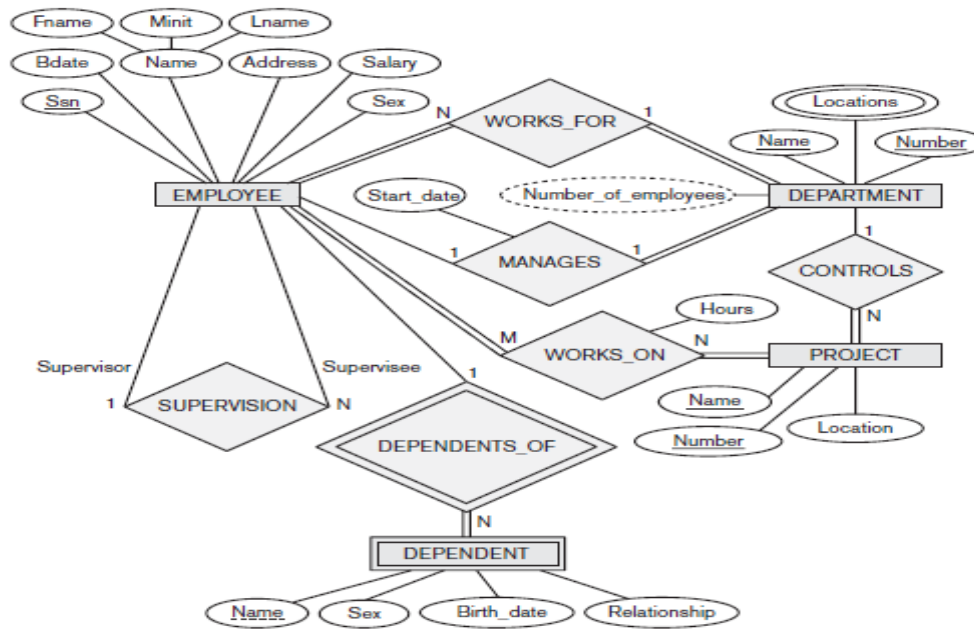 Fname Minit Lname
Bdate Name Address Salary
Ssn Sex
N WORKS_FOR 1
Locations
Name Number
EMPLOYEE
Start_date
Number_of_employees
DEPARTMENT
1 MANAGES 1
1
CONTROLS
N
Hours
M WORKS_ON N
PROJECT
Name
Number
Location
Supervisor
Supervisee
1 SUPERVISION N
1
DEPENDENTS_OF
N
DEPENDENT
Name Sex Birth_date Relationship